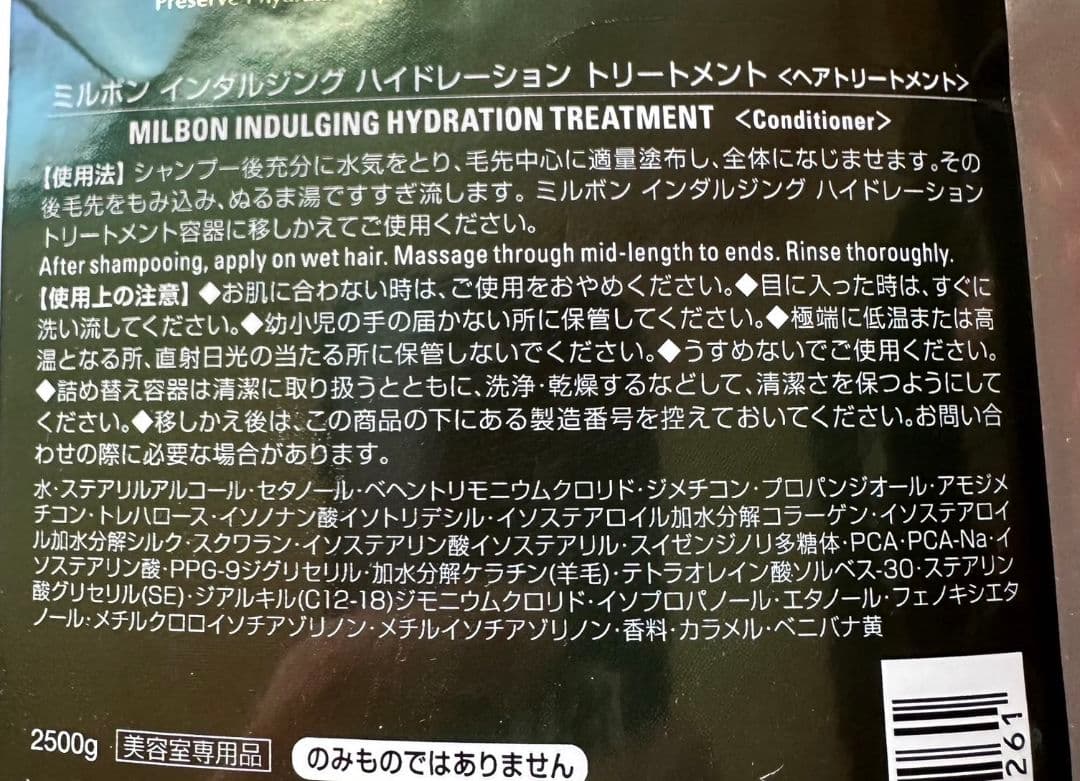 ミルボン インダルジング ハイドレーション トリートメント <ヘアトリートメント>
MILBON INDULGING HYDRATION TREATMENT <Conditioner>
【使用法】シャンプー後充分に水気をとり、毛先中心に適量塗布し、全体になじませます。その
後毛先をもみ込み、ぬるま湯ですすぎ流します。 ミルボン インダルジング ハイドレーション
トリートメント容器に移しかえてご使用ください。
After shampooing, apply on wet hair. Massage through mid-length to ends. Rinse thoroughly.
【使用上の注意】◆お肌に合わない時は、ご使用をおやめください。◆目に入った時は、すぐに
洗い流してください。◆幼小児の手の届かない所に保管してください。◆極端に低温または高
温となる所、直射日光の当たる所に保管しないでください。◆うすめないでご使用ください。
◆詰め替え容器は清潔に取り扱うとともに、洗浄・乾燥するなどして、清潔さを保つようにして
ください。◆移しかえ後は、この商品の下にある製造番号を控えておいてください。お問い合
わせの際に必要な場合があります。
水・ステアリルアルコール・セタノール・ベヘントリモニウムクロリド・ジメチコン・プロパンジオール・アモジメ
チコン・トレハロース・イソノナン酸イソトリデシル・イソステアロイル加水分解コラーゲン・イソステアロイ
ル加水分解シルク・スクワラン・イソステアリン酸イソステアリル・スイゼンジノリ多糖体・PCA・PCA-Na・イ
ソステアリン酸・PPG-9ジグリセリル・加水分解ケラチン(羊毛)・テトラオレイン酸ソルベス-30・ステアリン
酸グリセリル(SE)・ジアルキル(C12-18)ジモニウムクロリド・イソプロパノール・エタノール・フェノキシエタ
ノール・メチルクロロイソチアゾリノン・メチルイソチアゾリノン・香料・カラメル・ベニバナ黄
2500g 美容室専用品 のみものではありません
261